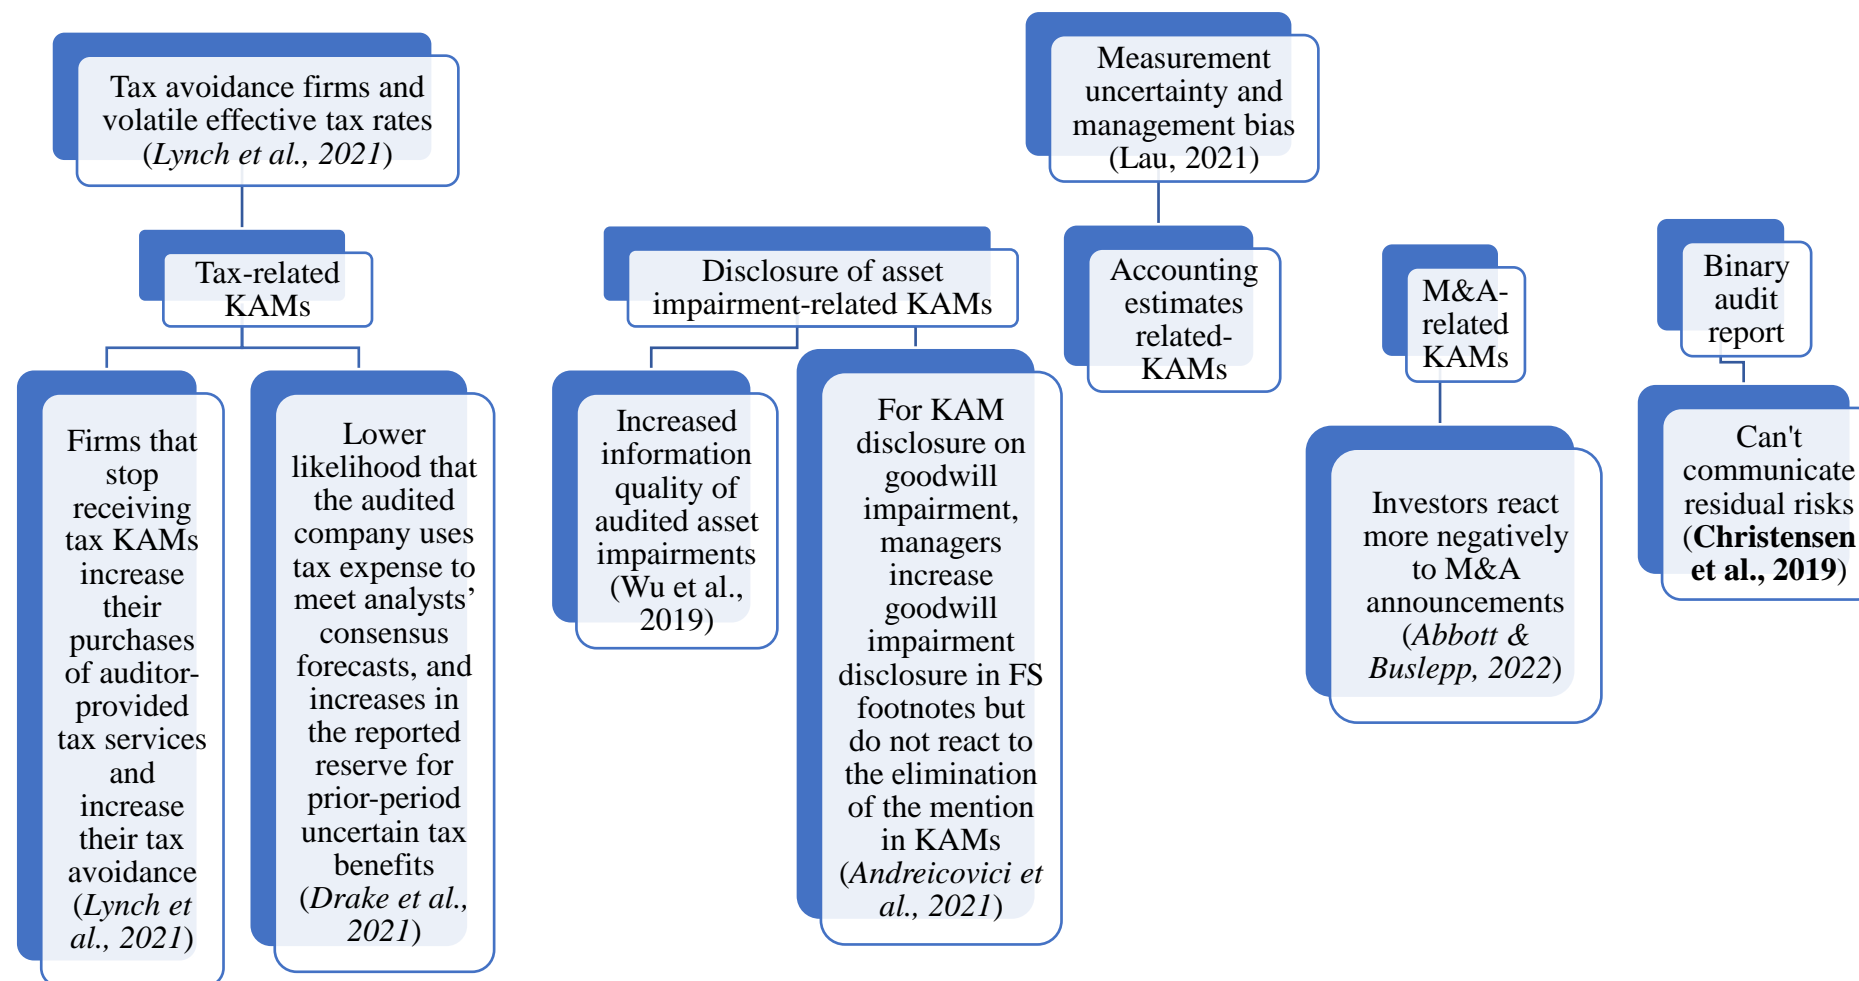 Tax avoidance firms and
volatile effective tax rates
(Lynch et al., 2021)
Tax-related
KAMs
Firms that
stop
receiving
tax KAMs
increase
their
purchases
of auditor-
provided
tax services
and
increase
their tax
avoidance
(Lynch et
al., 2021)
Lower
likelihood that
the audited
company uses
tax expense to
meet analysts’
consensus
forecasts, and
increases in
the reported
reserve for
prior-period
uncertain tax
benefits
(Drake et al.,
2021)
Disclosure of asset
impairment-related KAMs
Increased
information
quality of
audited asset
impairments
(Wu et al.,
2019)
For KAM
disclosure on
goodwill
impairment,
managers
increase
goodwill
impairment
disclosure in FS
footnotes but
do not react to
the elimination
of the mention
in KAMs
(Andreicovici et
al., 2021)
Measurement
uncertainty and
management bias
(Lau, 2021)
Accounting
estimates
related-
KAMs
M&A-
related
KAMs
Investors react
more negatively
to M&A
announcements
(Abbott &
Buslepp, 2022)
Binary
audit
report
Can't
communicate
residual risks
(Christensen
et al., 2019)